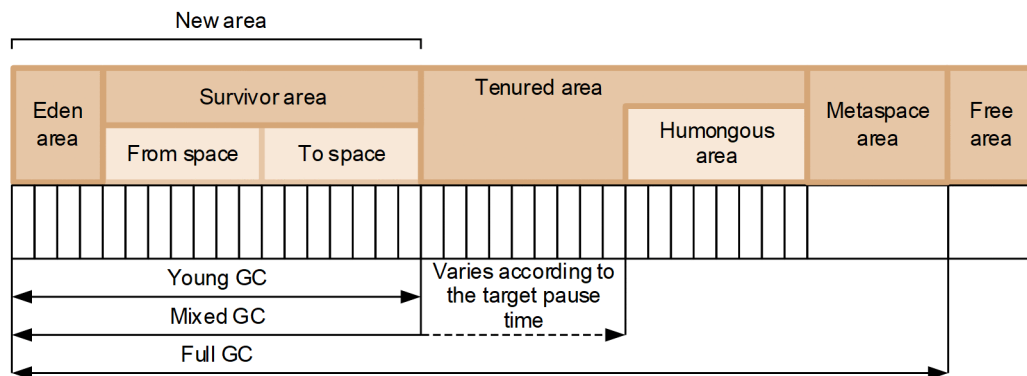 New area
Eden
area
Survivor area
From space
To space
Tenured area
Humongous
area
Metaspace
area
Free
area
Young GC
Varies according to
the target pause
time
Mixed GC
Full GC